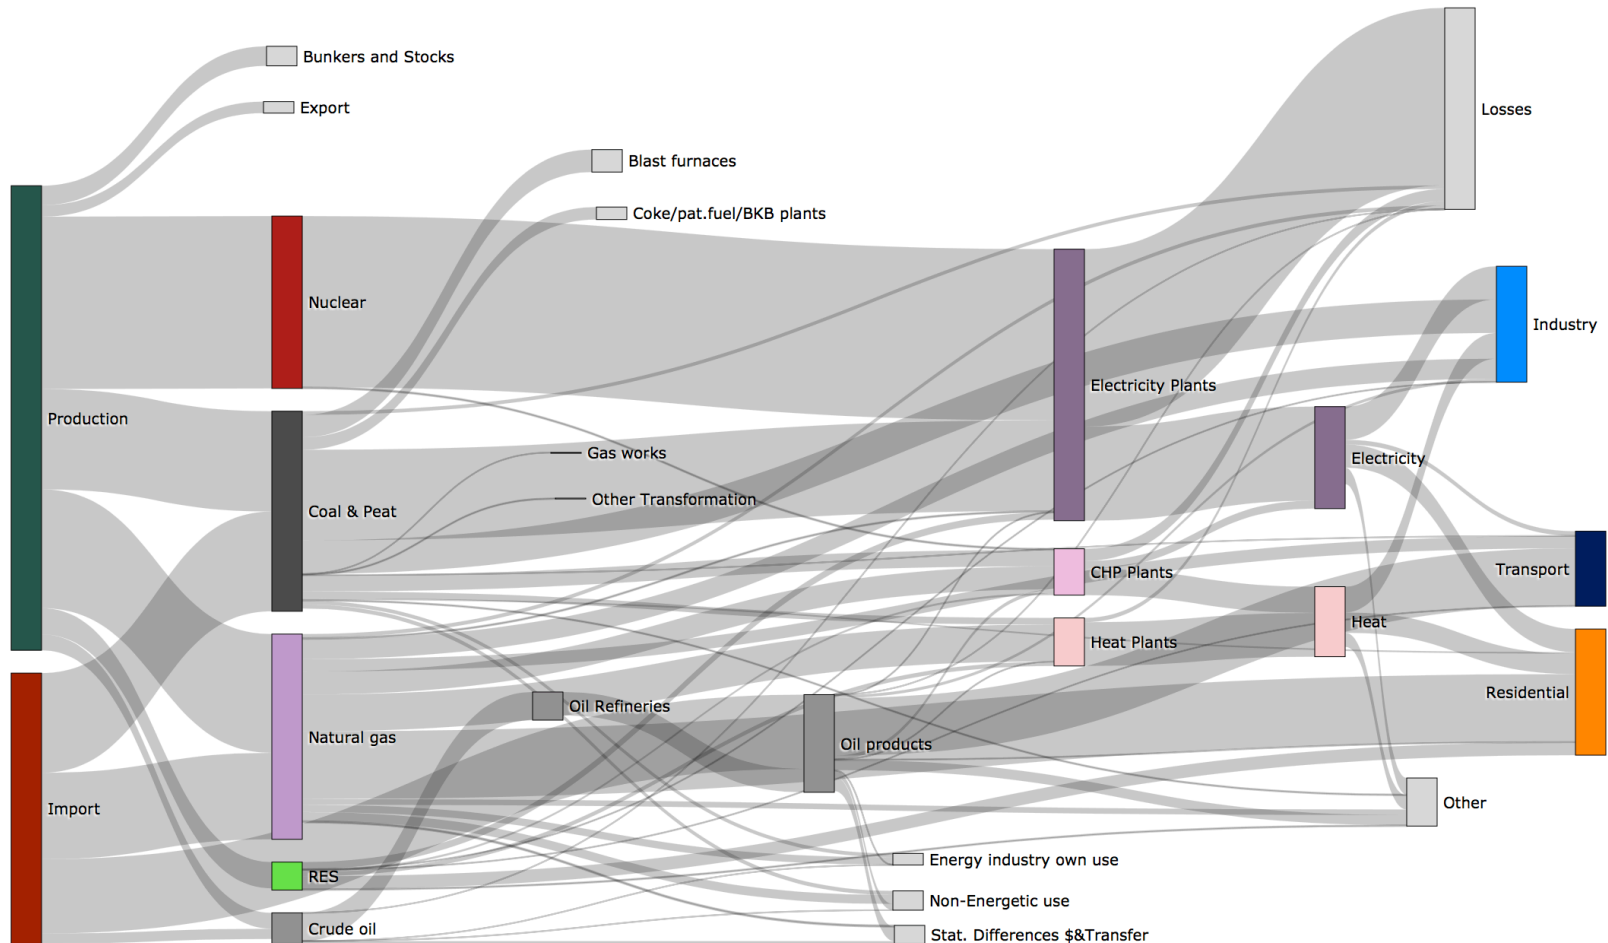 Bunkers and Stocks
Export
Losses
Blast furnaces
Coke/pat.fuel/BKB plants
Nuclear
Industry
Electricity Plants
Production
Gas works
Electricity
Other Transformation
Coal & Peat
CHP Plants
Transport
Heat
Heat Plants
Residential
Oil Refineries
Natural gas
Oil products
Import
Other
Energy industry own use
RES
Non-Energetic use
Crude oil
Stat. Differences $&Transfer